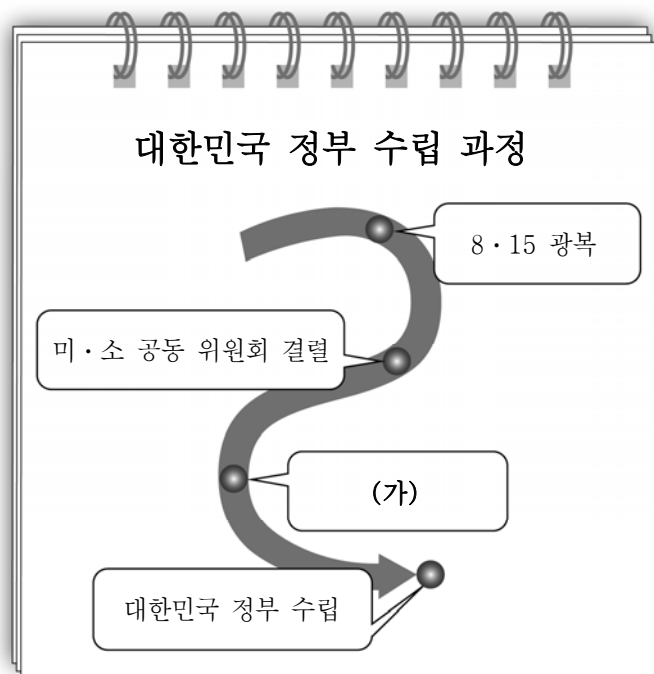 대한민국 정부 수립 과정
8·15 광복
미·소 공동 위원회 결렬
(가)
대한민국 정부 수립